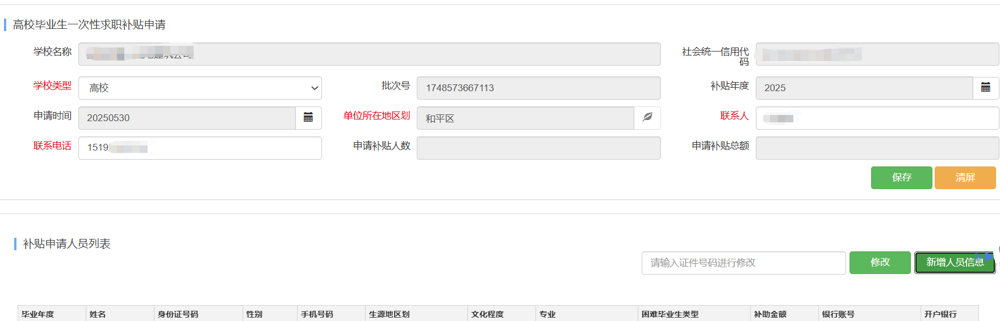 高校毕业生一次性求职补贴申请
学校名称
社会统一信用代码
学校类型 高校 批次号 1748573667113 补贴年度 2025
申请时间 20250530 单位所在地区划 和平区 联系人
联系电话 1519 申请补贴人数 申请补贴总额
保存 清屏
补贴申请人员列表
请输入证件号码进行修改 修改 新增人员信息
毕业年度 姓名 身份证号码 性别 手机号码 生源地区划 文化程度 专业 困难毕业生类型 补助金额 银行账号 开户银行